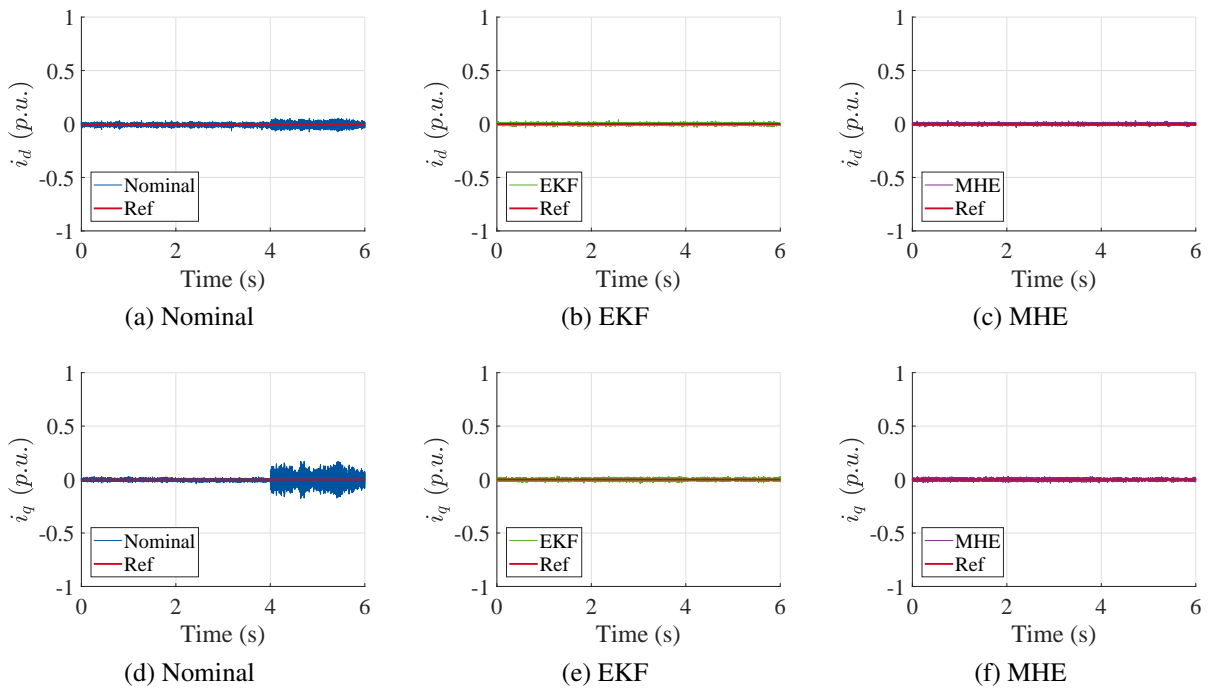 1
0.5
0
-0.5
-1
i_d (p.u.)
Nominal
Ref
0 2 4 6
Time (s)
(a) Nominal
1
0.5
0
-0.5
-1
i_d (p.u.)
EKF
Ref
0 2 4 6
Time (s)
(b) EKF
1
0.5
0
-0.5
-1
i_d (p.u.)
MHE
Ref
0 2 4 6
Time (s)
(c) MHE
1
0.5
0
-0.5
-1
i_q (p.u.)
Nominal
Ref
0 2 4 6
Time (s)
(d) Nominal
1
0.5
0
-0.5
-1
i_q (p.u.)
EKF
Ref
0 2 4 6
Time (s)
(e) EKF
1
0.5
0
-0.5
-1
i_q (p.u.)
MHE
Ref
0 2 4 6
Time (s)
(f) MHE